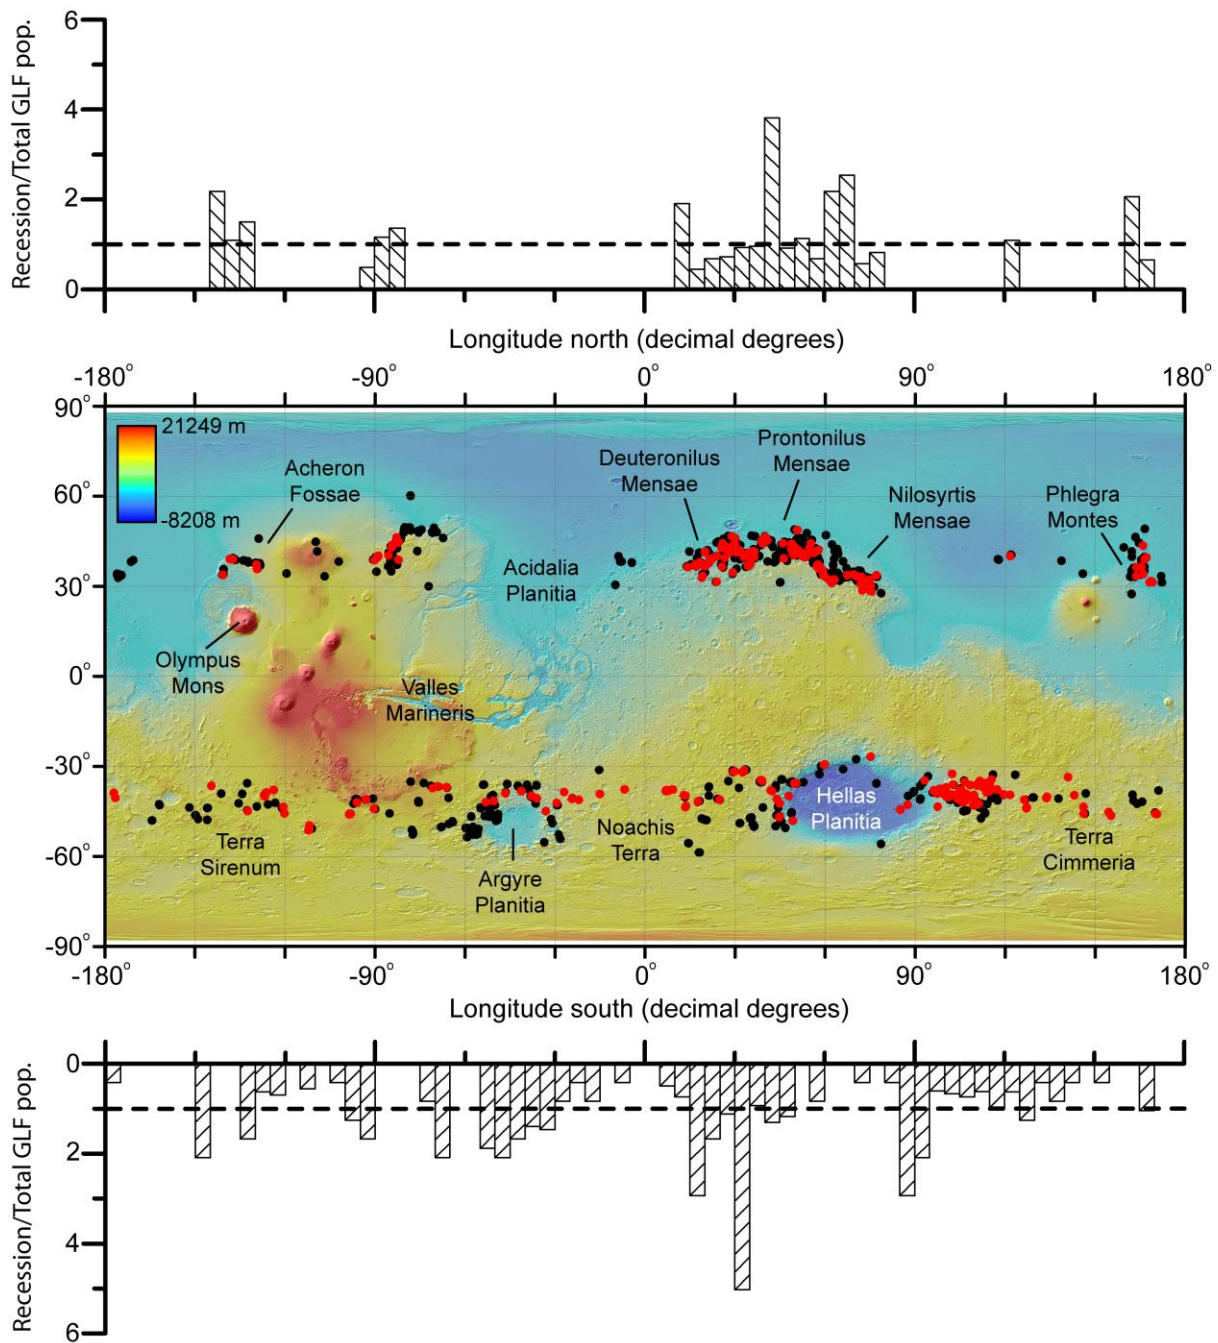 Recession/Total GLF pop.
6
4
2
0
Longitude north (decimal degrees)
-180° -90° 0° 90° 180°
90°
60°
30°
0°
-30°
-60°
-90°
21249 m
-8208 m
Acheron
Fossae
Deuteronilus
Mensae
Prontonilus
Mensae
Nilosyrtis
Mensae
Phlegra
Montes
Acidalia
Planitia
Olympus
Mons
Valles
Marineris
Terra
Sirenum
Argyre
Planitia
Noachis
Terra
Hellas
Planitia
Terra
Cimmeria
-180° -90° 0° 90° 180°
Longitude south (decimal degrees)
Recession/Total GLF pop.
0
2
4
6